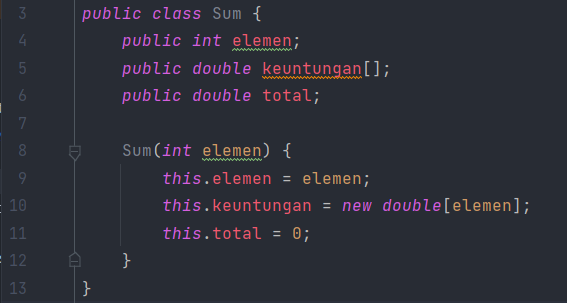 3 public class Sum {
4 public int elemen;
5 public double keuntungan[];
6 public double total;
7
8 Sum(int elemen) {
9 this.elemen = elemen;
10 this.keuntungan = new double[elemen];
11 this.total = 0;
12 }
13 }